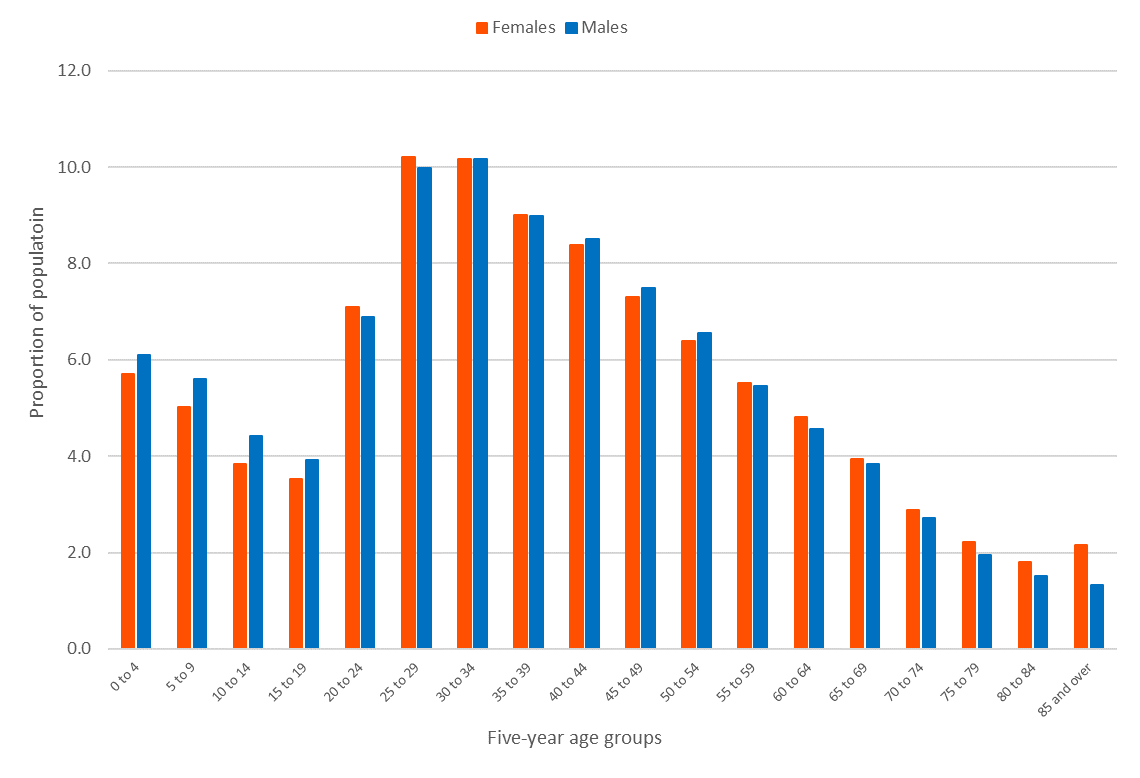 Females Males
12.0
10.0
8.0
6.0
4.0
2.0
0.0
Proportion of populatoin
0 to 4 5 to 9 10 to 14 15 to 19 20 to 24 25 to 29 30 to 34 35 to 39 40 to 44 45 to 49 50 to 54 55 to 59 60 to 64 65 to 69 70 to 74 75 to 79 80 to 84 85 and over
Five-year age groups